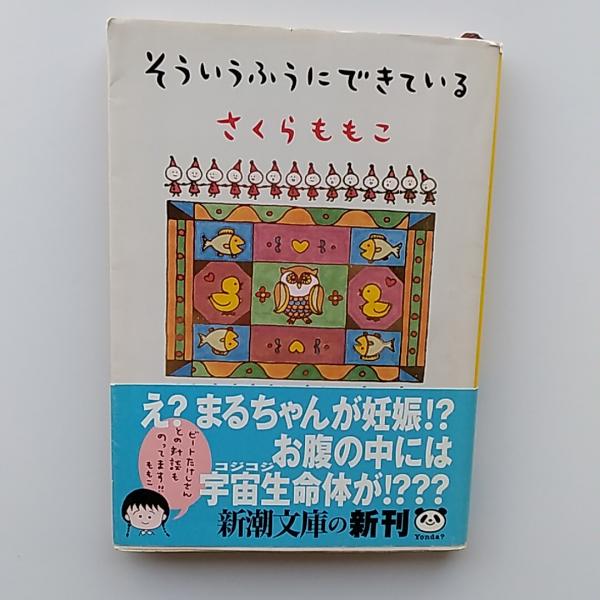 そういうふうにできている
さくらももこ
え?まるちゃんが妊娠!?
お腹の中には
コジコジ
宇宙生命体が!???
新潮文庫の新刊
ビートたけしさん
との対談も
のってます!!
ももこ
Yonda?